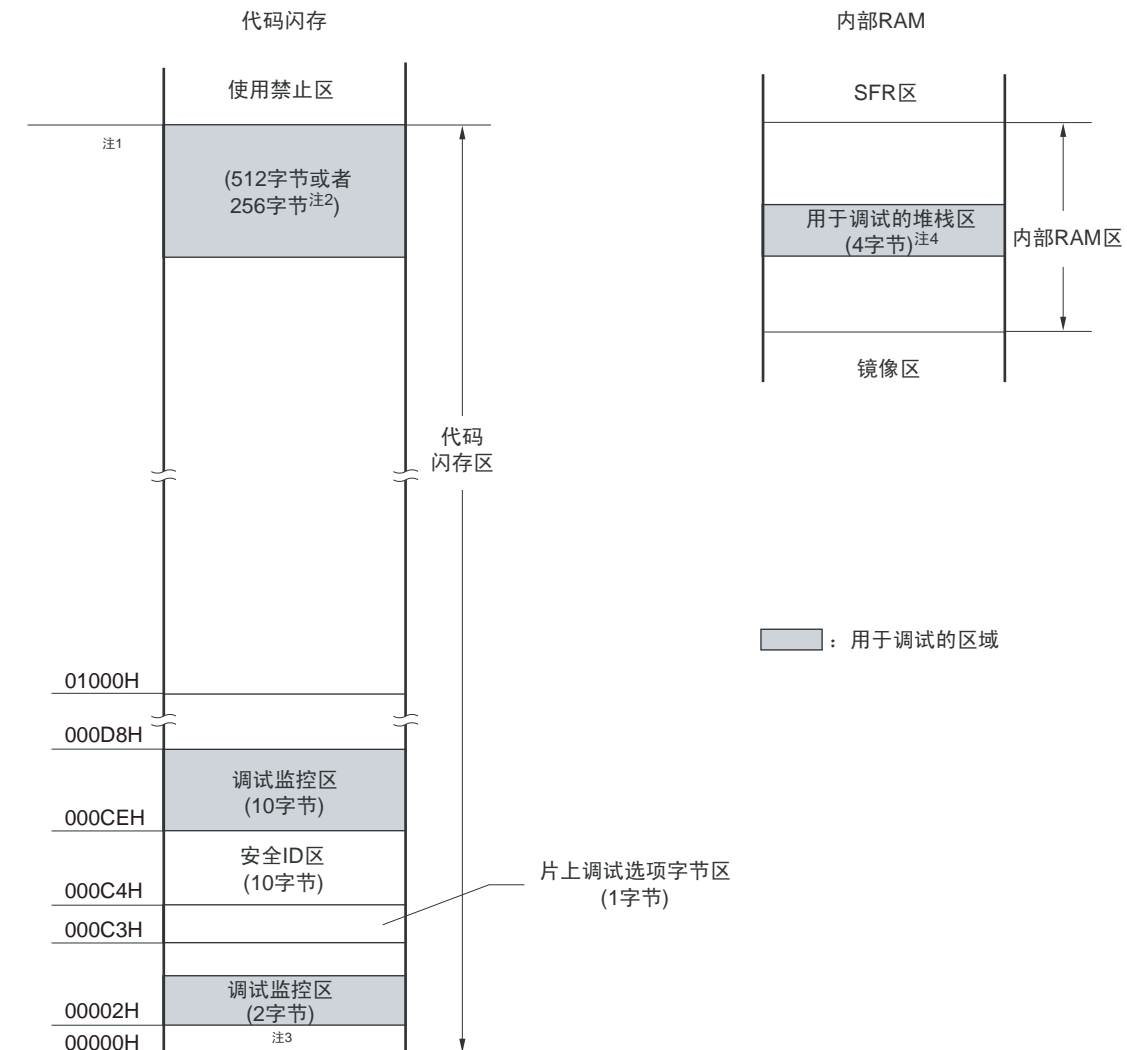 代码闪存
内部RAM
使用禁止区
SFR区
注1
(512字节或者
256字节注2)
用于调试的堆栈区
(4字节)注4
内部RAM区
镜像区
代码
闪存区
：用于调试的区域
01000H
000D8H
调试监控区
(10字节)
000CEH
安全ID区
(10字节)
000C4H
片上调试选项字节区
(1字节)
000C3H
调试监控区
(2字节)
00002H
注3
00000H